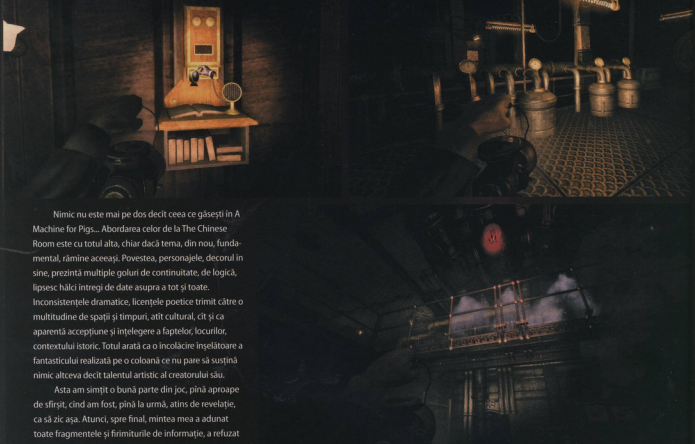 Nimic nu este mai pe dos decît ceea ce găsești in A
Machine for Pigs... Abordarea celor de la The Chinese
Room este cu totul alta, chiar dacă tema, din nou, funda-
mental, rămîne aceeași. Povestea, personajele, decorul în
sine, prezintă multiple goluri de continuitate, de logică,
lipsesc hălci întregi de date asupra a tot și toate.
Inconsistențele dramatice, licențele poetice trimit către o
multitudine de spații și timpuri, atît cultural, cît și ca
aparentă accepțiune și înțelegere a faptelor, locurilor,
contextului istoric. Totul arată ca o încolăcire înșelătoare a
fantasticului realizată pe o coloană ce nu pare să susțină
nimic altceva decît talentul artistic al creatorului său.
Asta am simțit o bună parte din joc, pînă aproape
de sfîrșit, cînd am fost, pînă la urmă, atins de revelație,
ca să zic așa. Atunci, spre final, mintea mea a adunat
toate fragmentele și firimiturile de informație, a refuzat